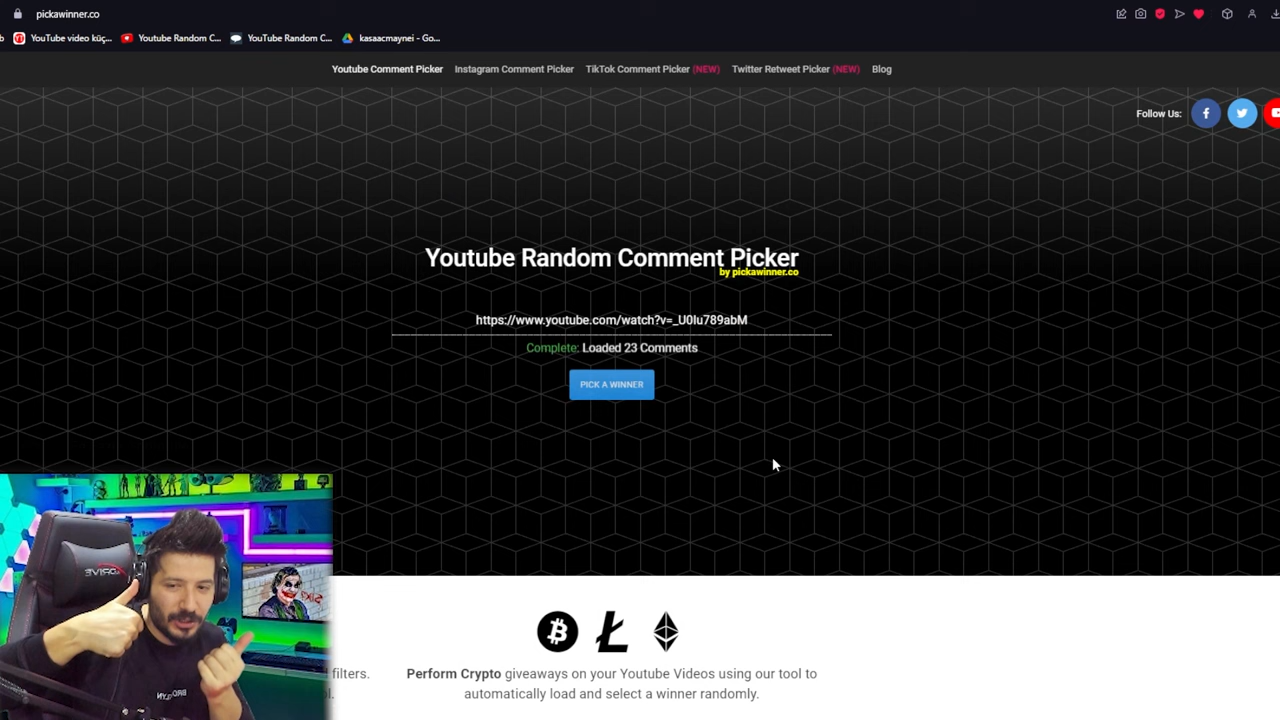 pickawinner.co
b YouTube video küç... Youtube Random C... YouTube Random C... kasaacmaynei - Go...
Youtube Comment Picker Instagram Comment Picker TikTok Comment Picker (NEW) Twitter Retweet Picker (NEW) Blog
Follow Us:
Youtube Random Comment Picker
by pickawinner.co
https://www.youtube.com/watch?v=_U0lu789abM
Complete: Loaded 23 Comments
PICK A WINNER
filters.
Perform Crypto giveaways on your Youtube Videos using our tool to
automatically load and select a winner randomly.